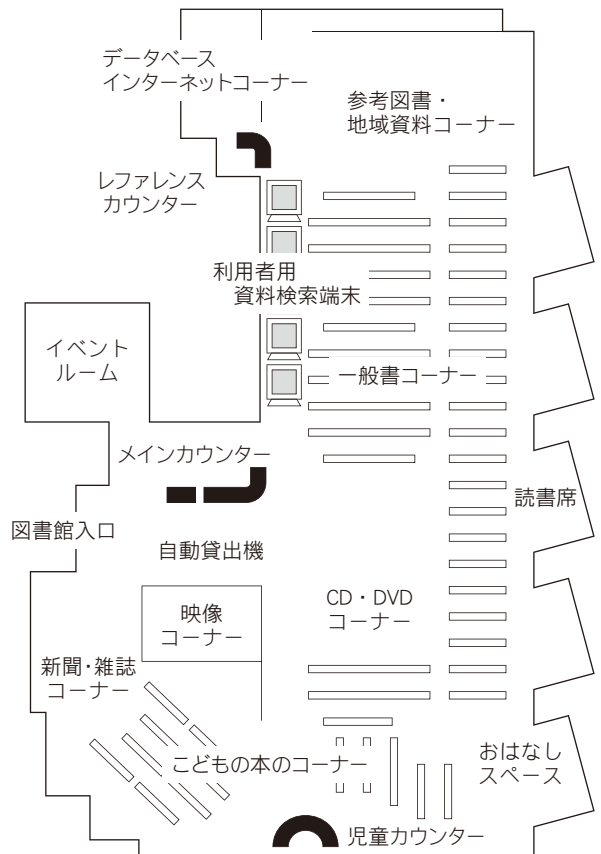 データベース
インターネットコーナー
参考図書・
地域資料コーナー
レファレンス
カウンター
利用者用
資料検索端末
イベント
ルーム
一般書コーナー
メインカウンター
読書席
図書館入口
自動貸出機
映像
コーナー
CD・DVD
コーナー
新聞・雑誌
コーナー
こどもの本のコーナー
おはなし
スペース
児童カウンター